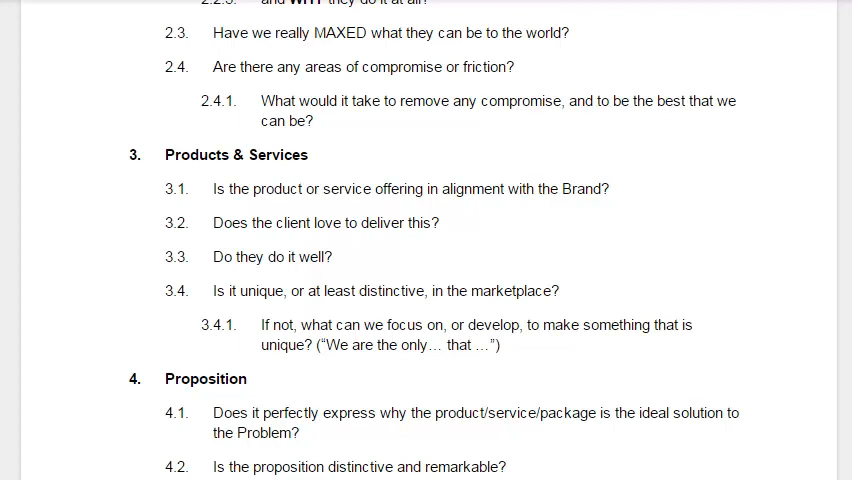 2.3. Have we really MAXED what they can be to the world?
2.4. Are there any areas of compromise or friction?
2.4.1. What would it take to remove any compromise, and to be the best that we
can be?
3. Products & Services
3.1. Is the product or service offering in alignment with the Brand?
3.2. Does the client love to deliver this?
3.3. Do they do it well?
3.4. Is it unique, or at least distinctive, in the marketplace?
3.4.1. If not, what can we focus on, or develop, to make something that is
unique? (“We are the only… that …”)
4. Proposition
4.1. Does it perfectly express why the product/service/package is the ideal solution to
the Problem?
4.2. Is the proposition distinctive and remarkable?